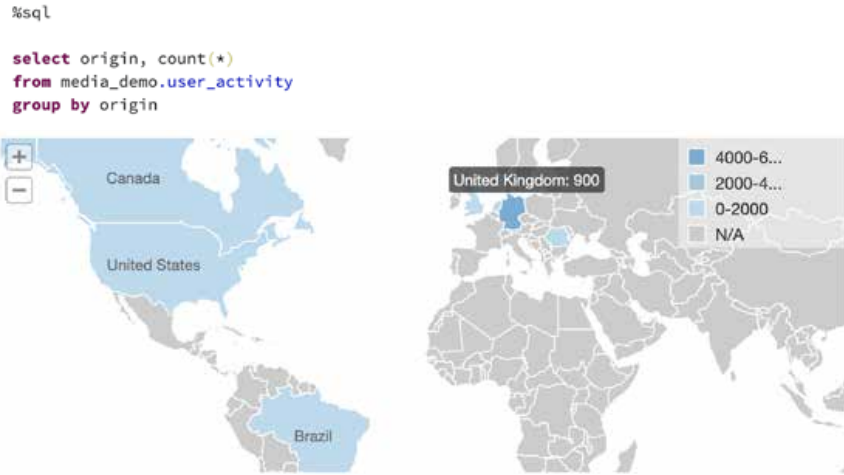 %sql
select origin, count(*)
from media_demo.user_activity
group by origin
+
−
Canada
United States
Brazil
United Kingdom: 900
4000-6...
2000-4...
0-2000
N/A